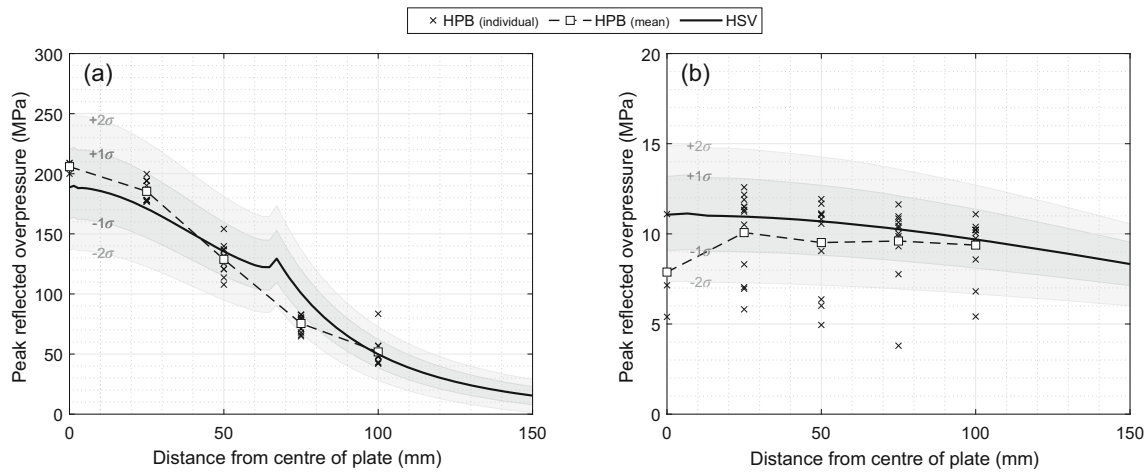 HPB (individual) HPB (mean) HSV
(a)
Peak reflected overpressure (MPa)
300
250
200
150
100
50
0
+2σ
+1σ
-1σ
-2σ
0 50 100 150
Distance from centre of plate (mm)
(b)
Peak reflected overpressure (MPa)
20
15
10
5
0
+2σ
+1σ
-1σ
-2σ
0 50 100 150
Distance from centre of plate (mm)